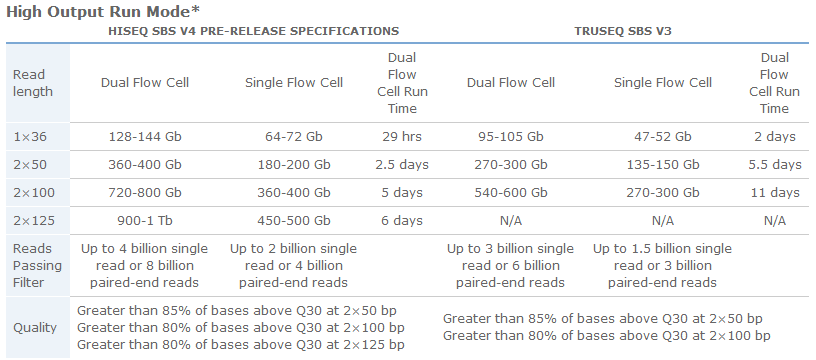 High Output Run Mode*
HISEQ SBS V4 PRE-RELEASE SPECIFICATIONS TRUSEQ SBS V3
Read length Dual Flow Cell Single Flow Cell Dual Flow Cell Run Time Dual Flow Cell Single Flow Cell Dual Flow Cell Run Time
1×36 128-144 Gb 64-72 Gb 29 hrs 95-105 Gb 47-52 Gb 2 days
2×50 360-400 Gb 180-200 Gb 2.5 days 270-300 Gb 135-150 Gb 5.5 days
2×100 720-800 Gb 360-400 Gb 5 days 540-600 Gb 270-300 Gb 11 days
2×125 900-1 Tb 450-500 Gb 6 days N/A N/A N/A
Reads Passing Filter Up to 4 billion single read or 8 billion paired-end reads Up to 2 billion single read or 4 billion paired-end reads Up to 3 billion single read or 6 billion paired-end reads Up to 1.5 billion single read or 3 billion paired-end reads
Quality
Greater than 85% of bases above Q30 at 2×50 bp
Greater than 80% of bases above Q30 at 2×100 bp
Greater than 80% of bases above Q30 at 2×125 bp
Greater than 85% of bases above Q30 at 2×50 bp
Greater than 80% of bases above Q30 at 2×100 bp